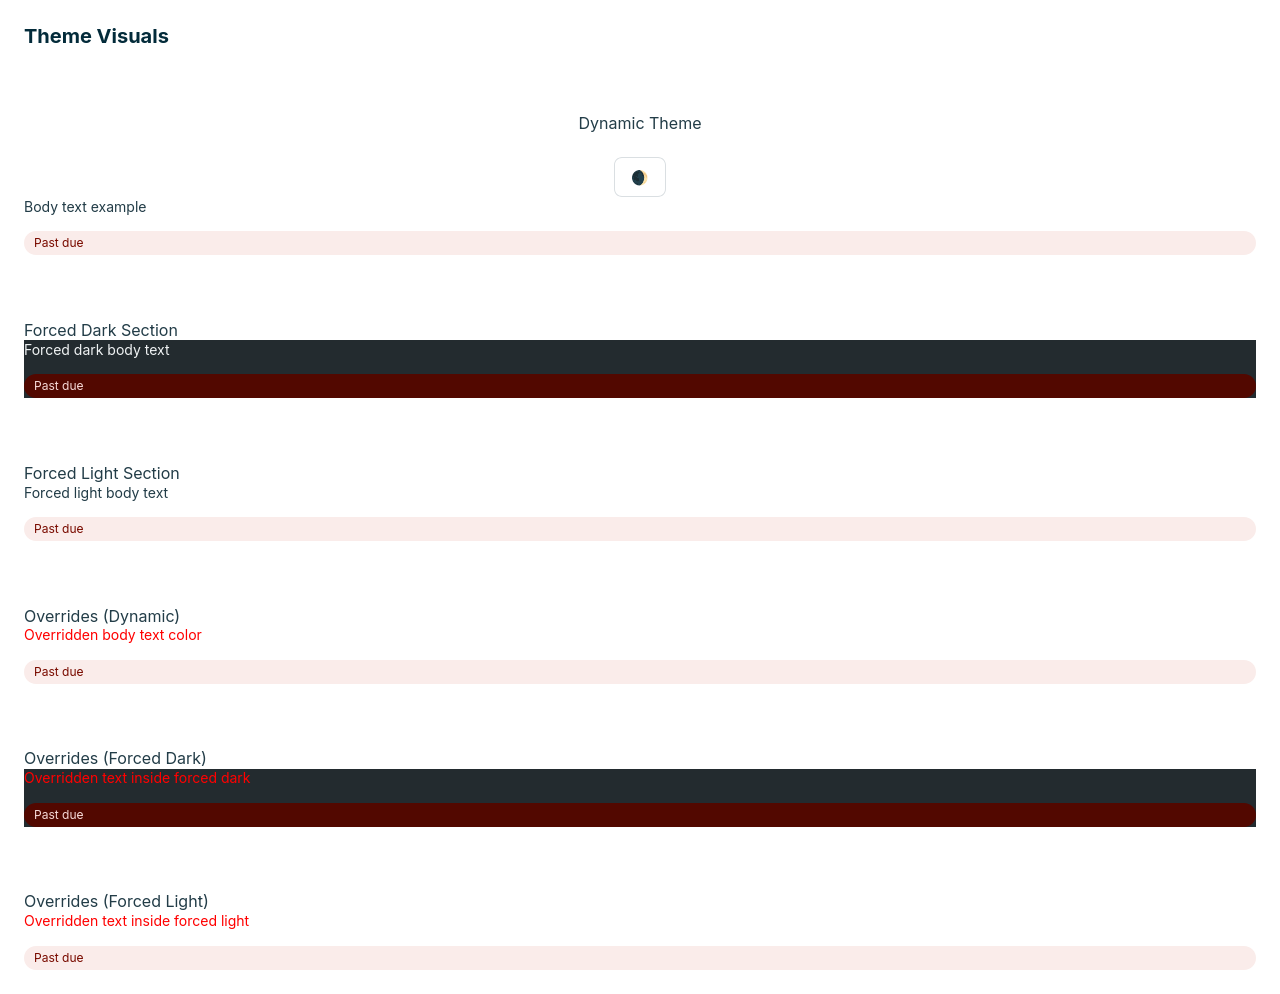 Theme Visuals
Dynamic Theme
Body text example
Past due
Forced Dark Section
Forced dark body text
Past due
Forced Light Section
Forced light body text
Past due
Overrides (Dynamic)
Overridden body text color
Past due
Overrides (Forced Dark)
Overridden text inside forced dark
Past due
Overrides (Forced Light)
Overridden text inside forced light
Past due